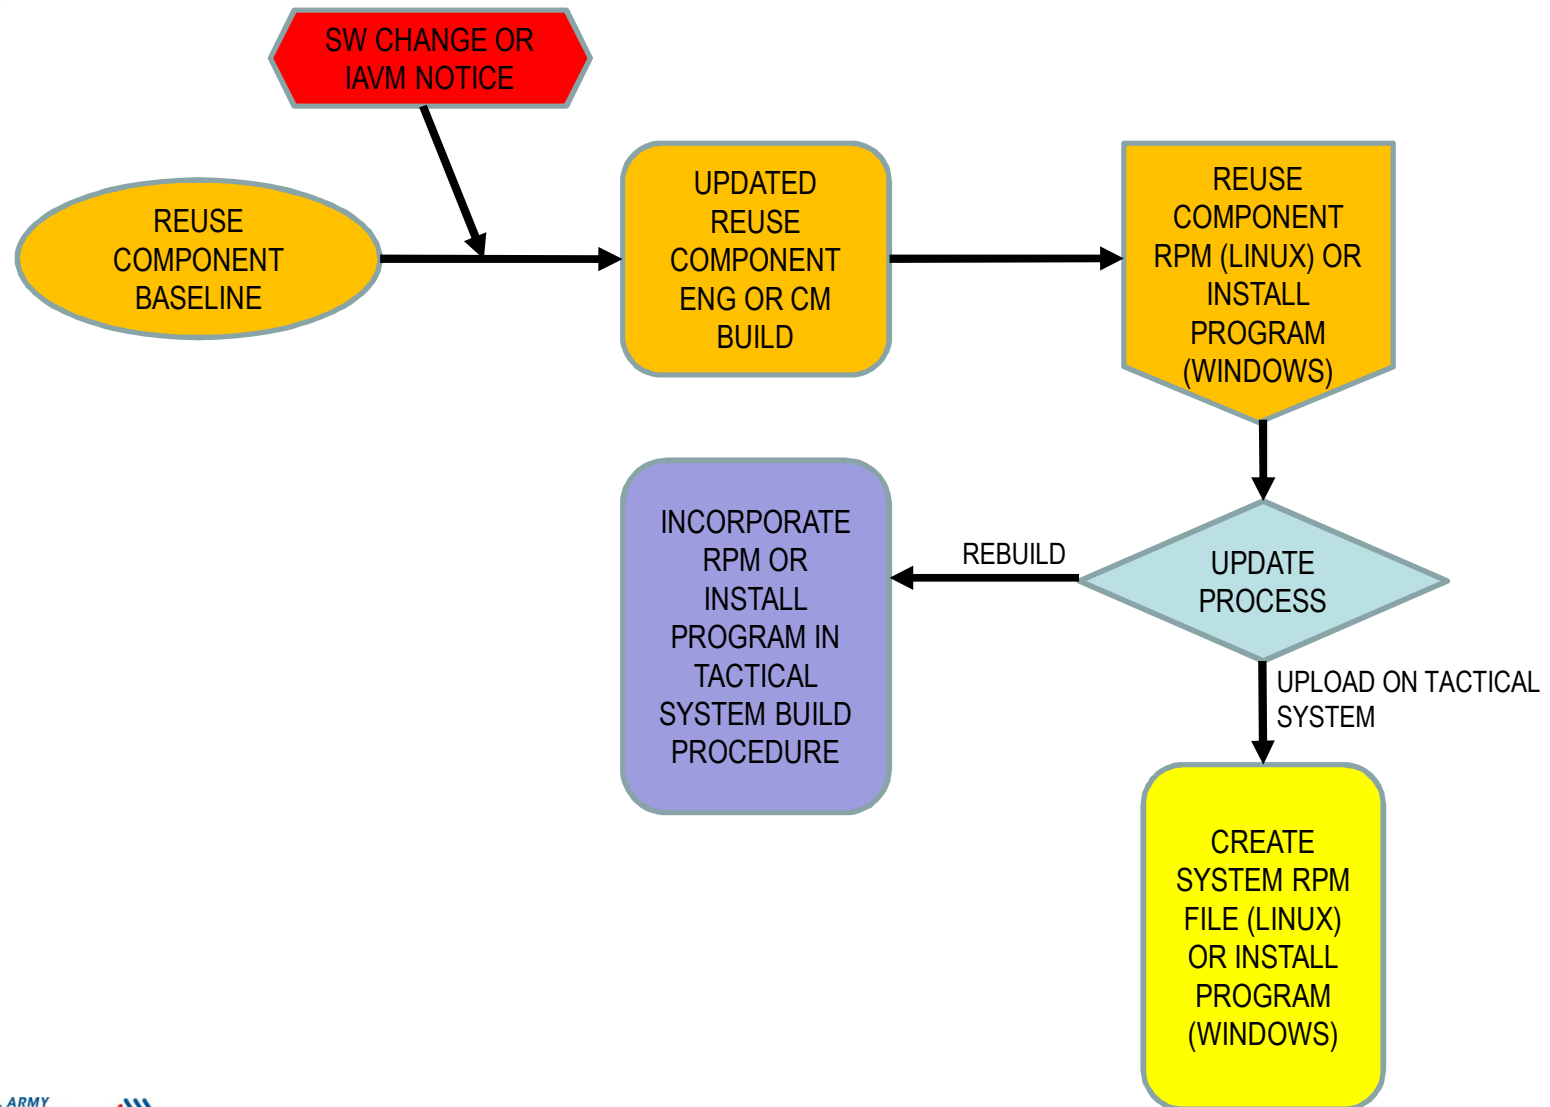 SW CHANGE OR
IAVM NOTICE
REUSE
COMPONENT
BASELINE
UPDATED
REUSE
COMPONENT
ENG OR CM
BUILD
REUSE
COMPONENT
RPM (LINUX) OR
INSTALL
PROGRAM
(WINDOWS)
INCORPORATE
RPM OR
INSTALL
PROGRAM IN
TACTICAL
SYSTEM BUILD
PROCEDURE
REBUILD
UPDATE
PROCESS
UPLOAD ON TACTICAL
SYSTEM
CREATE
SYSTEM RPM
FILE (LINUX)
OR INSTALL
PROGRAM
(WINDOWS)
ARMY